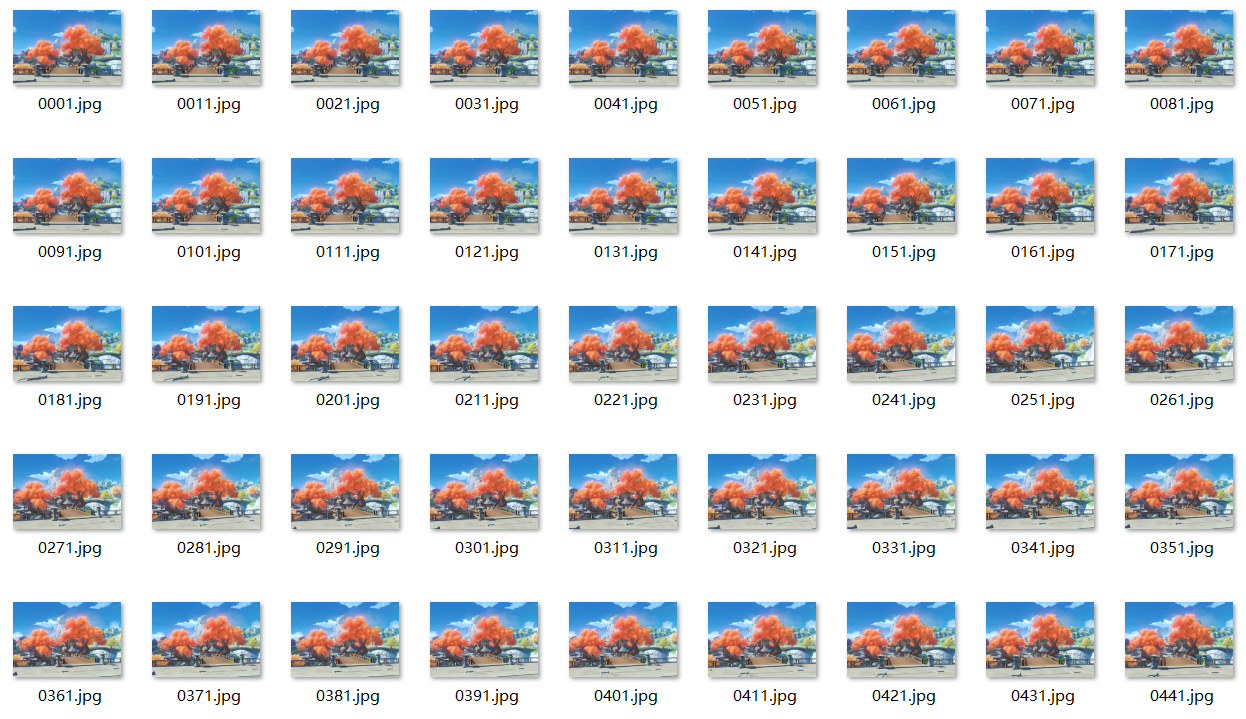 0001.jpg 0011.jpg 0021.jpg 0031.jpg 0041.jpg 0051.jpg 0061.jpg 0071.jpg 0081.jpg
0091.jpg 0101.jpg 0111.jpg 0121.jpg 0131.jpg 0141.jpg 0151.jpg 0161.jpg 0171.jpg
0181.jpg 0191.jpg 0201.jpg 0211.jpg 0221.jpg 0231.jpg 0241.jpg 0251.jpg 0261.jpg
0271.jpg 0281.jpg 0291.jpg 0301.jpg 0311.jpg 0321.jpg 0331.jpg 0341.jpg 0351.jpg
0361.jpg 0371.jpg 0381.jpg 0391.jpg 0401.jpg 0411.jpg 0421.jpg 0431.jpg 0441.jpg